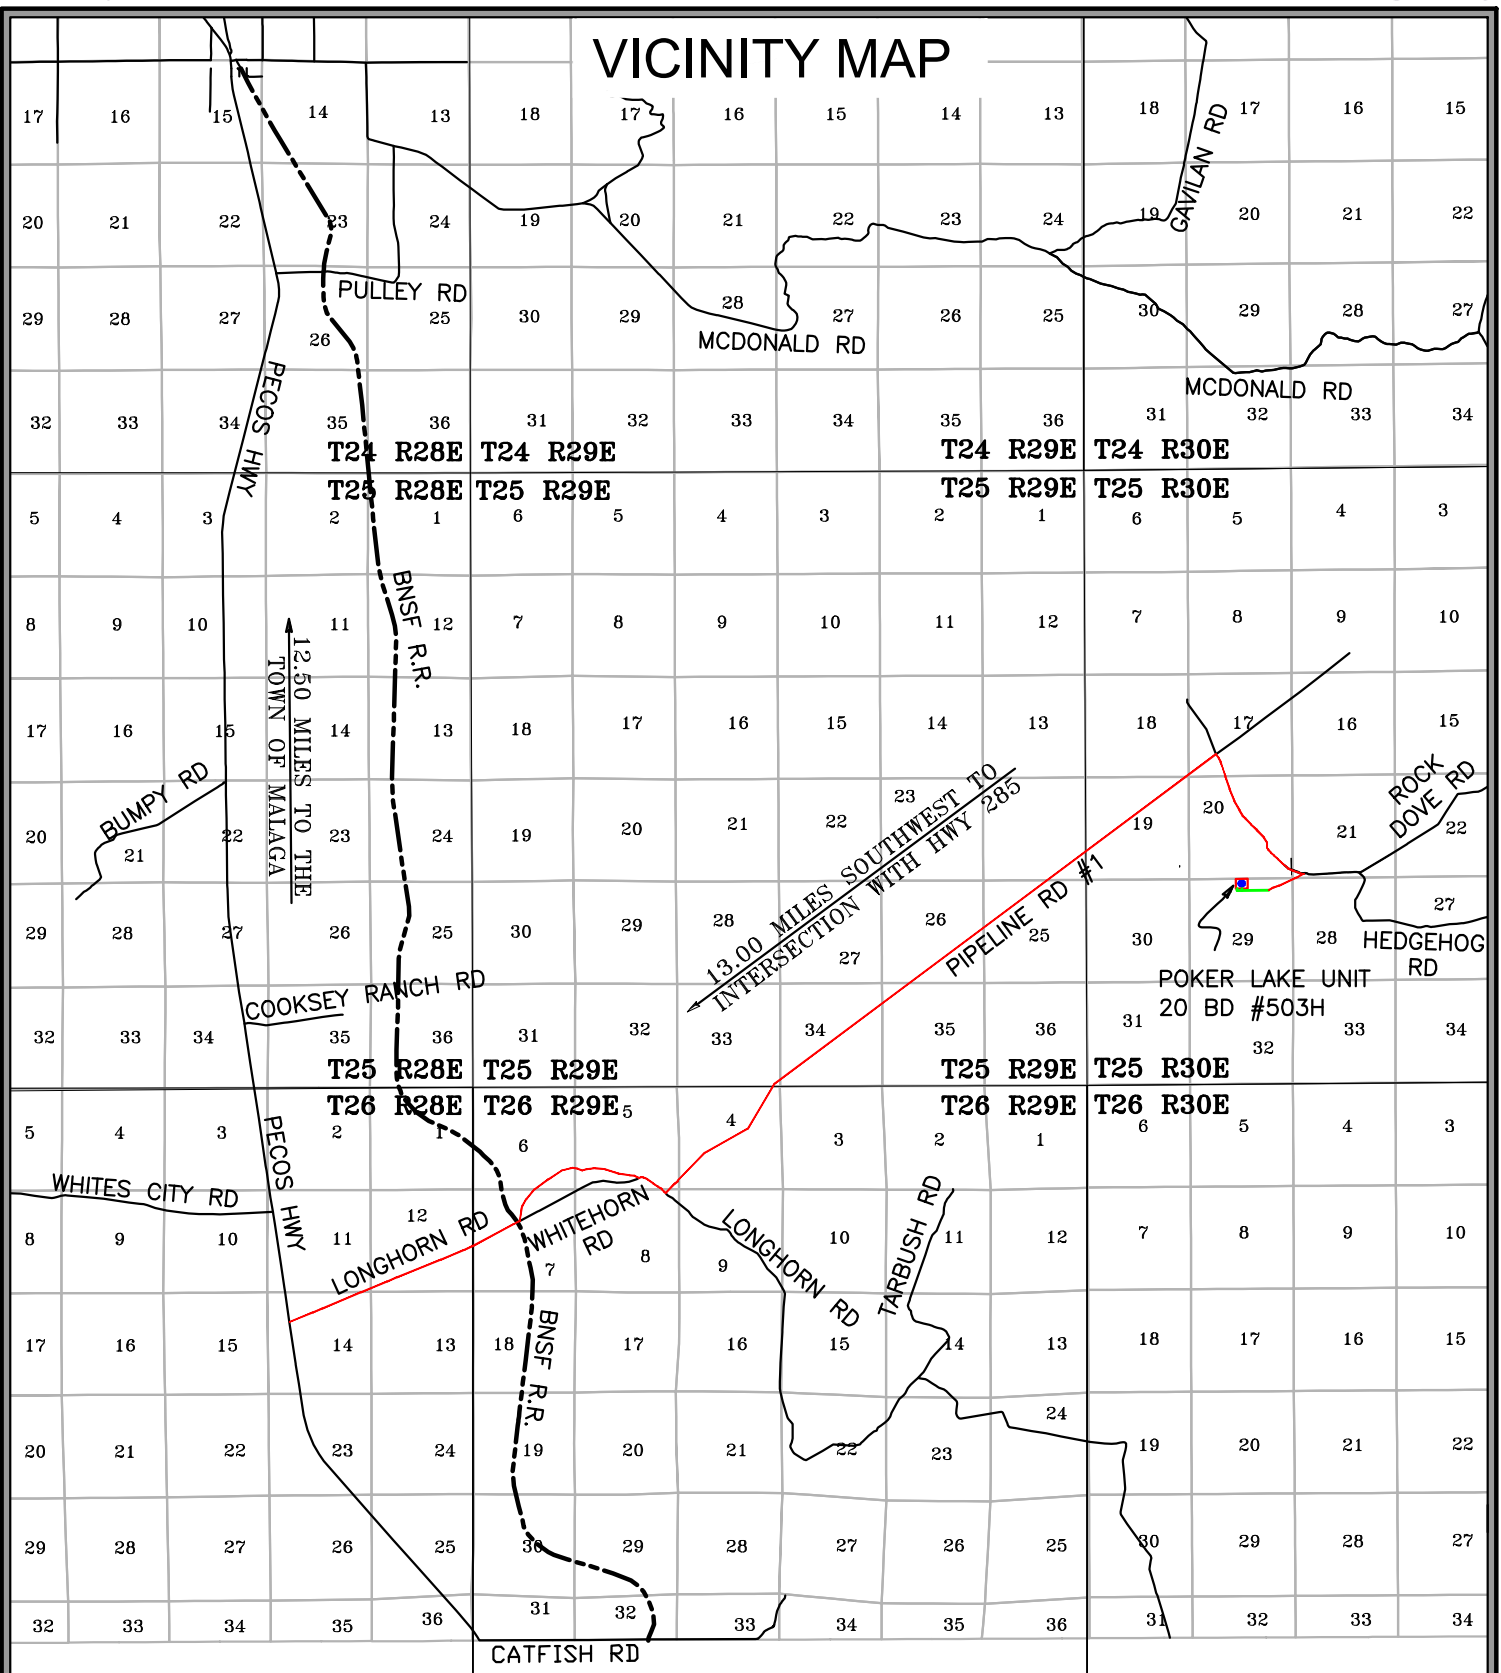 VICINITY MAP
17 16 15 14 13 18 17 16 15 14 13 18 17 16 15
GAVILAN RD
20 21 22 23 24 19 20 21 22 23 24 19 20 21 22
PULLEY RD
29 28 27 26 25 30 29 28 27 26 25 30 29 28 27
MCDONALD RD
MCDONALD RD
PECOS HWY
32 33 34 35 36 31 32 33 34 35 36 31 32 33 34
T24 R28E T24 R29E T24 R29E T24 R30E
T25 R28E T25 R29E T25 R29E T25 R30E
5 4 3 2 1 6 5 4 3 2 1 6 5 4 3
BNSF R.R.
8 9 10 11 12 7 8 9 10 11 12 7 8 9 10
12.50 MILES TO THE
TOWN OF MALAGA
17 16 15 14 13 18 17 16 15 14 13 18 17 16 15
BUMPY RD
ROCK
DOVE RD
20 21 22 23 24 19 20 21 22 23 19 20 21 22
13.00 MILES SOUTHWEST TO
INTERSECTION WITH HWY 285
PIPELINE RD #1
29 28 27 26 25 30 29 28 27 26 25 30 29 28 27
HEDGEHOG
RD
POKER LAKE UNIT
20 BD #503H
COOKSEY RANCH RD
32 33 34 35 36 31 32 33 34 35 36 31 32 33 34
T25 R28E T25 R29E T25 R29E T25 R30E
T26 R28E T26 R29E T26 R29E T26 R30E
5 4 3 2 1 6 5 4 3 2 1 6 5 4 3
PECOS HWY
WHITES CITY RD
LONGHORN RD
WHITEHORN
RD
LONGHORN RD
TARBUSH RD
8 9 10 11 12 7 8 9 10 11 12 7 8 9 10
17 16 15 14 13 18 17 16 15 14 13 18 17 16 15
BNSF R.R.
20 21 22 23 24 19 20 21 22 23 24 19 20 21 22
29 28 27 26 25 30 29 28 27 26 25 30 29 28 27
32 33 34 35 36 31 32 33 34 35 36 31 32 33 34
CATFISH RD